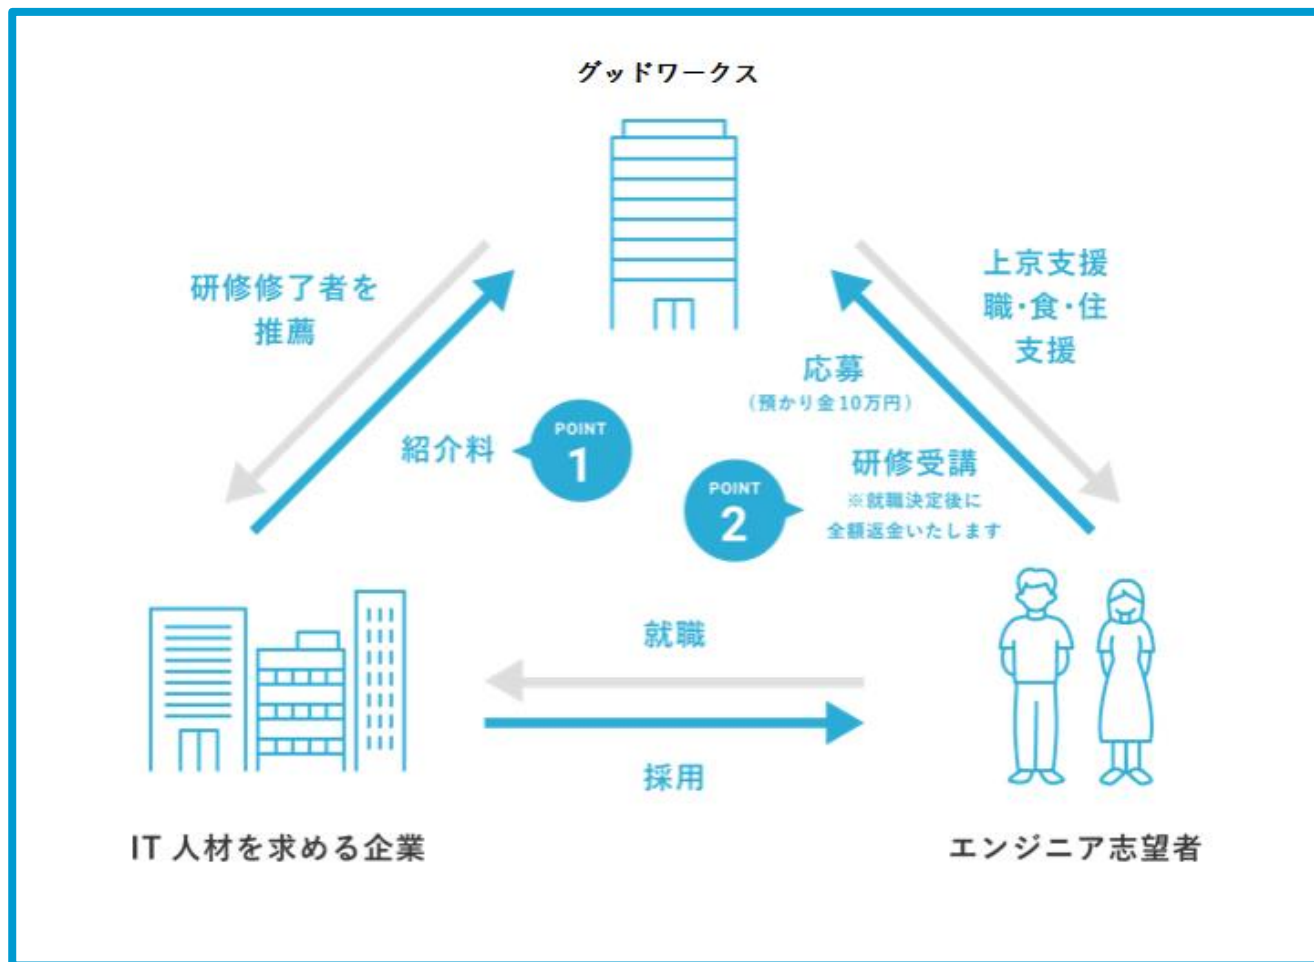 グッドワークス
研修修了者を
推薦
上京支援
職・食・住
支援
応募
（預かり金10万円）
紹介料
POINT
1
POINT
2
研修受講
※就職決定後に
全額返金いたします
就職
採用
IT 人材を求める企業
エンジニア志望者